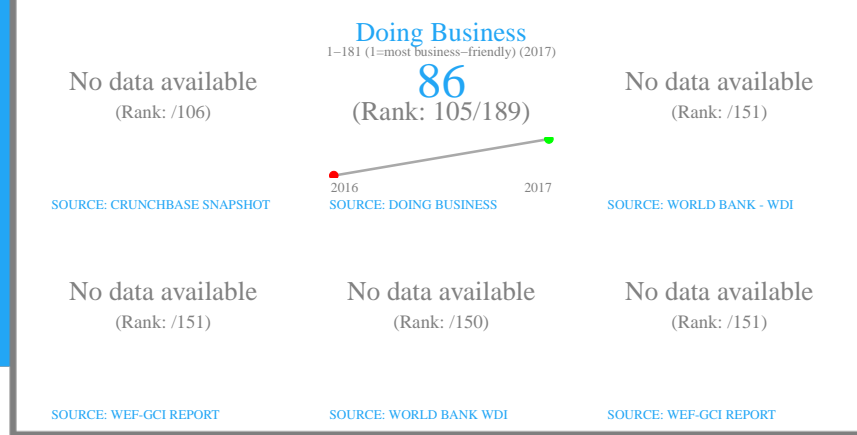 Doing Business
1−181 (1=most business−friendly) (2017)
No data available
(Rank: /106)
86
(Rank: 105/189)
No data available
(Rank: /151)
2016
2017
SOURCE: CRUNCHBASE SNAPSHOT
SOURCE: DOING BUSINESS
SOURCE: WORLD BANK - WDI
No data available
(Rank: /151)
No data available
(Rank: /150)
No data available
(Rank: /151)
SOURCE: WEF-GCI REPORT
SOURCE: WORLD BANK WDI
SOURCE: WEF-GCI REPORT